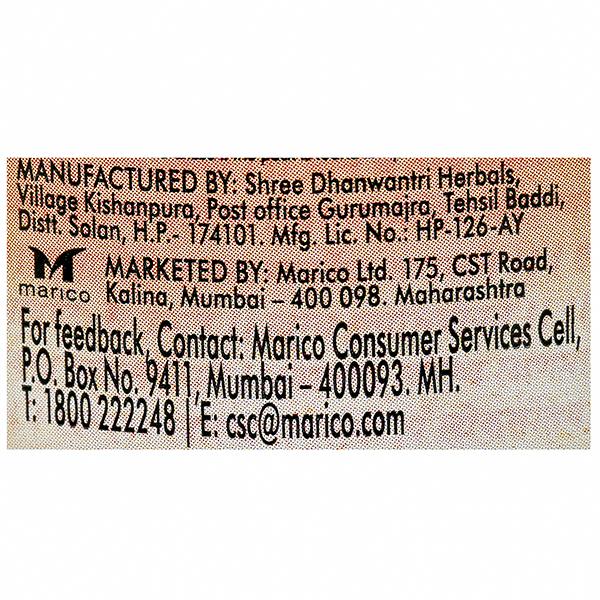 MANUFACTURED BY: Shree Dhanwantri Herbals,
Village Kishanpura, Post office Gurumajra, Tehsil Baddi,
Distt. Solan, H.P.- 174101. Mfg. Lic. No.: HP-126-AY
MARKETED BY: Marico Ltd. 175, CST Road,
marico Kalina, Mumbai – 400 098. Maharashtra
For feedback, Contact: Marico Consumer Services Cell,
P.O. Box No. 9411, Mumbai – 400093. MH.
T: 1800 222248 | E: csc@marico.com